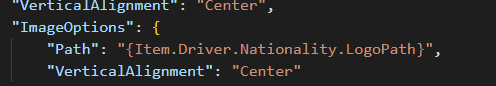 "VerticalAlignment": "Center",
"ImageOptions": {
"Path": "{Item.Driver.Nationality.LogoPath}",
"VerticalAlignment": "Center"